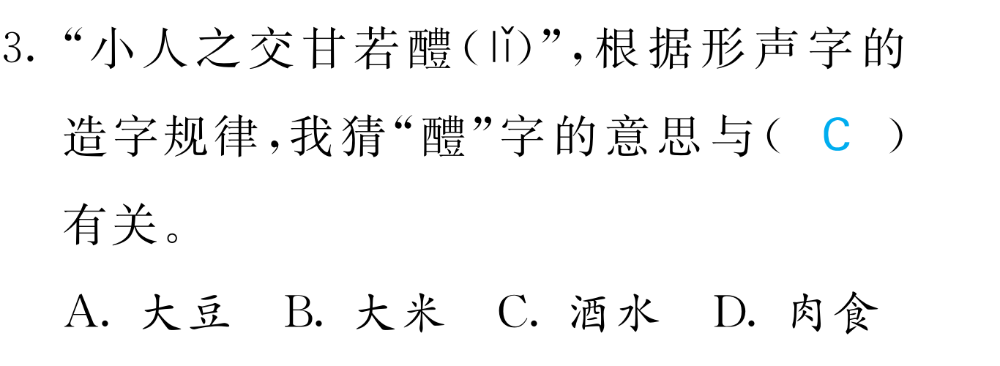 3. “小人之交甘若醴(lǐ)”,根据形声字的
造字规律,我猜“醴”字的意思与( C )
有关。
A. 大豆 B. 大米 C. 酒水 D. 肉食